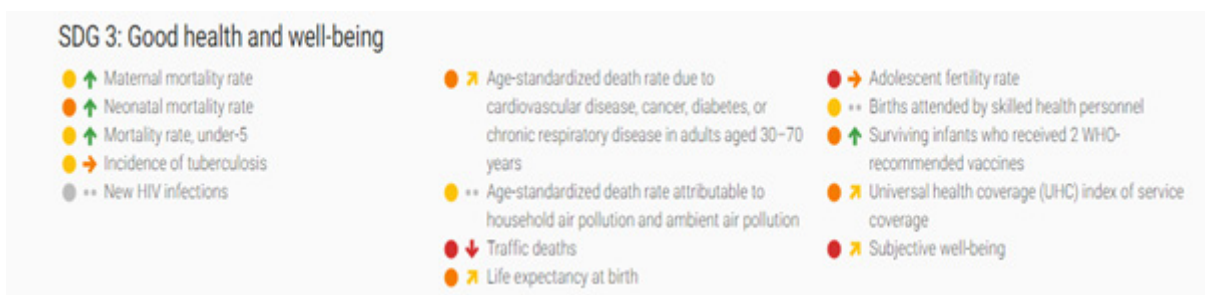 SDG 3: Good health and well-being
Maternal mortality rate
Neonatal mortality rate
Mortality rate, under-5
Incidence of tuberculosis
New HIV infections
Age-standardized death rate due to
cardiovascular disease, cancer, diabetes, or
chronic respiratory disease in adults aged 30–70
years
Age-standardized death rate attributable to
household air pollution and ambient air pollution
Traffic deaths
Life expectancy at birth
Adolescent fertility rate
Births attended by skilled health personnel
Surviving infants who received 2 WHO-
recommended vaccines
Universal health coverage (UHC) index of service
coverage
Subjective well-being